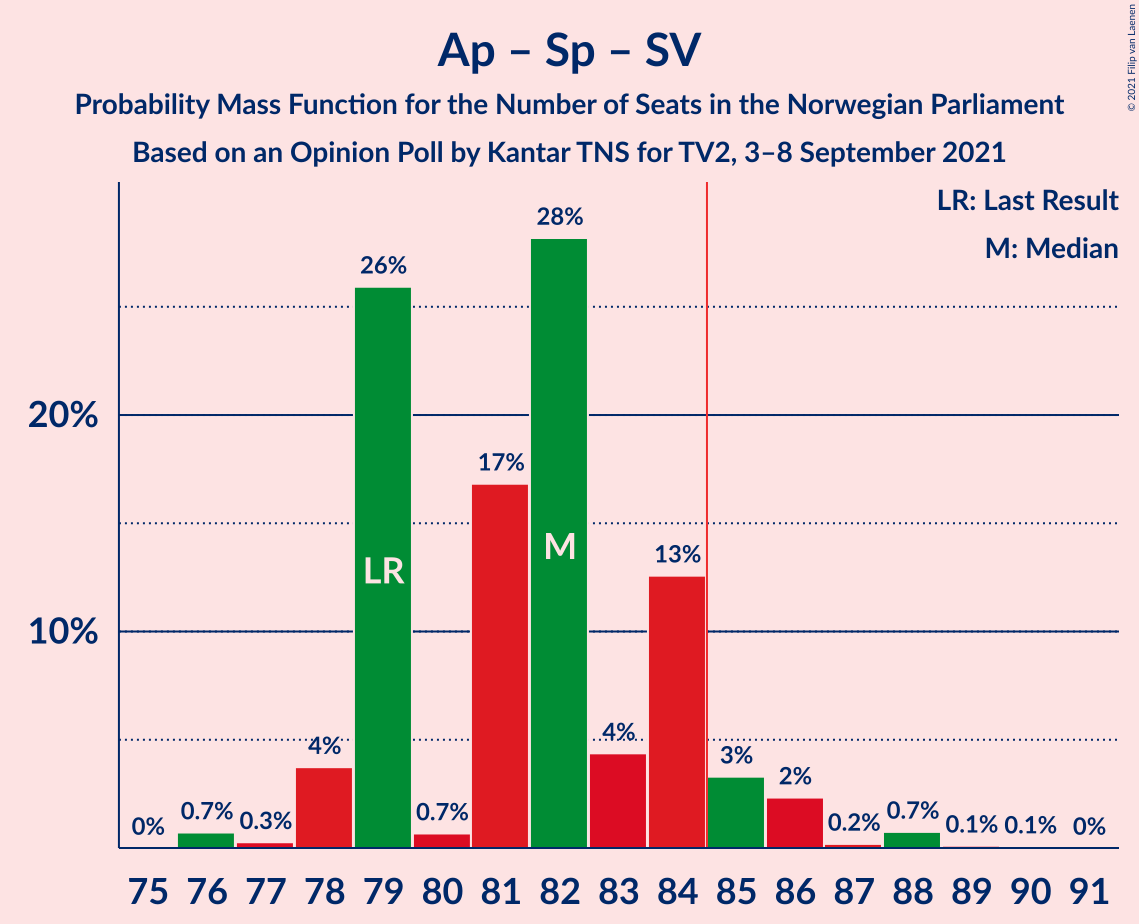 Ap – Sp – SV
Probability Mass Function for the Number of Seats in the Norwegian Parliament
Based on an Opinion Poll by Kantar TNS for TV2, 3–8 September 2021
© 2021 Filip van Laenen
LR: Last Result
M: Median
20%
10%
0%
0.7%
0.3%
4%
26%
0.7%
17%
28%
4%
13%
3%
2%
0.2%
0.7%
0.1%
0.1%
0%
LR
M
75 76 77 78 79 80 81 82 83 84 85 86 87 88 89 90 91